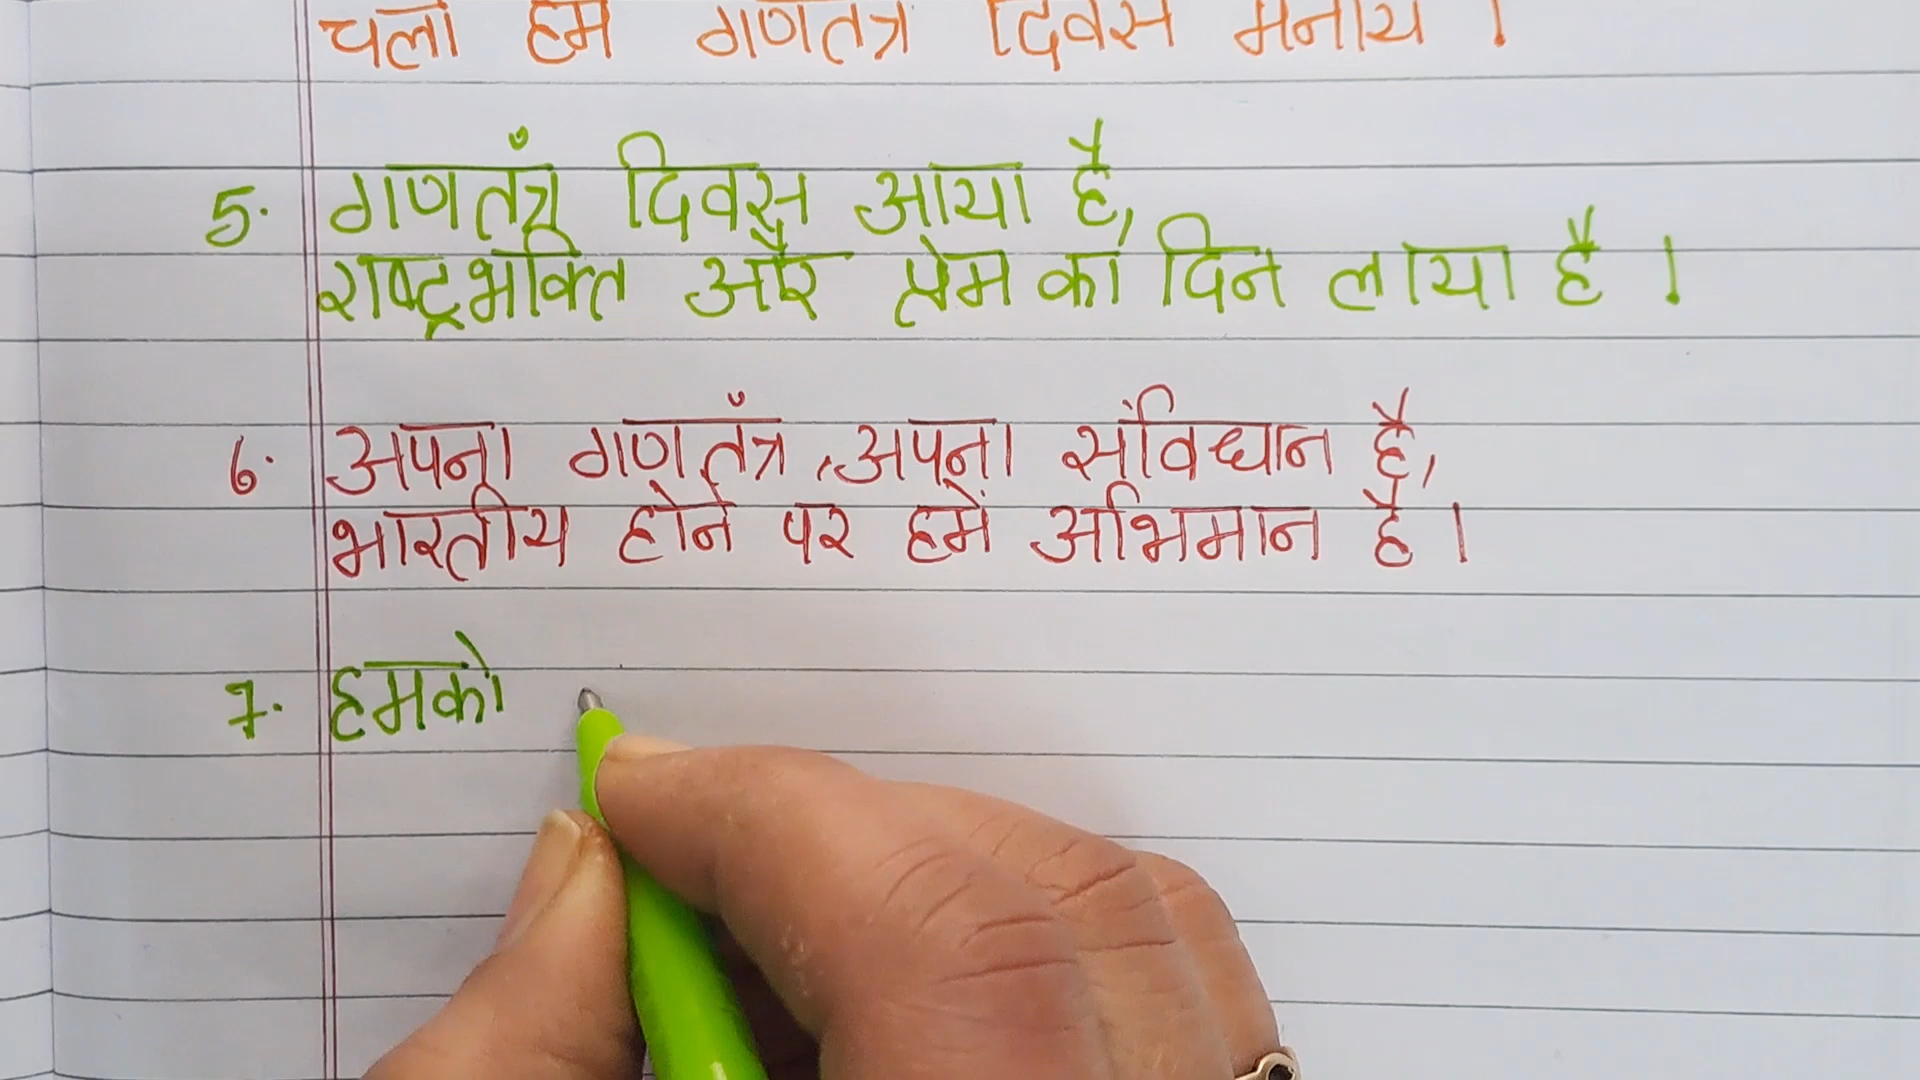 चलो हम गणतंत्र दिवस मनाये ।
5. गणतंत्र दिवस आया है,
राष्ट्रभक्ति और प्रेम का दिन लाया है ।
6. अपना गणतंत्र, अपना संविधान है,
भारतीय होने पर हमें अभिमान है ।
7. हमको